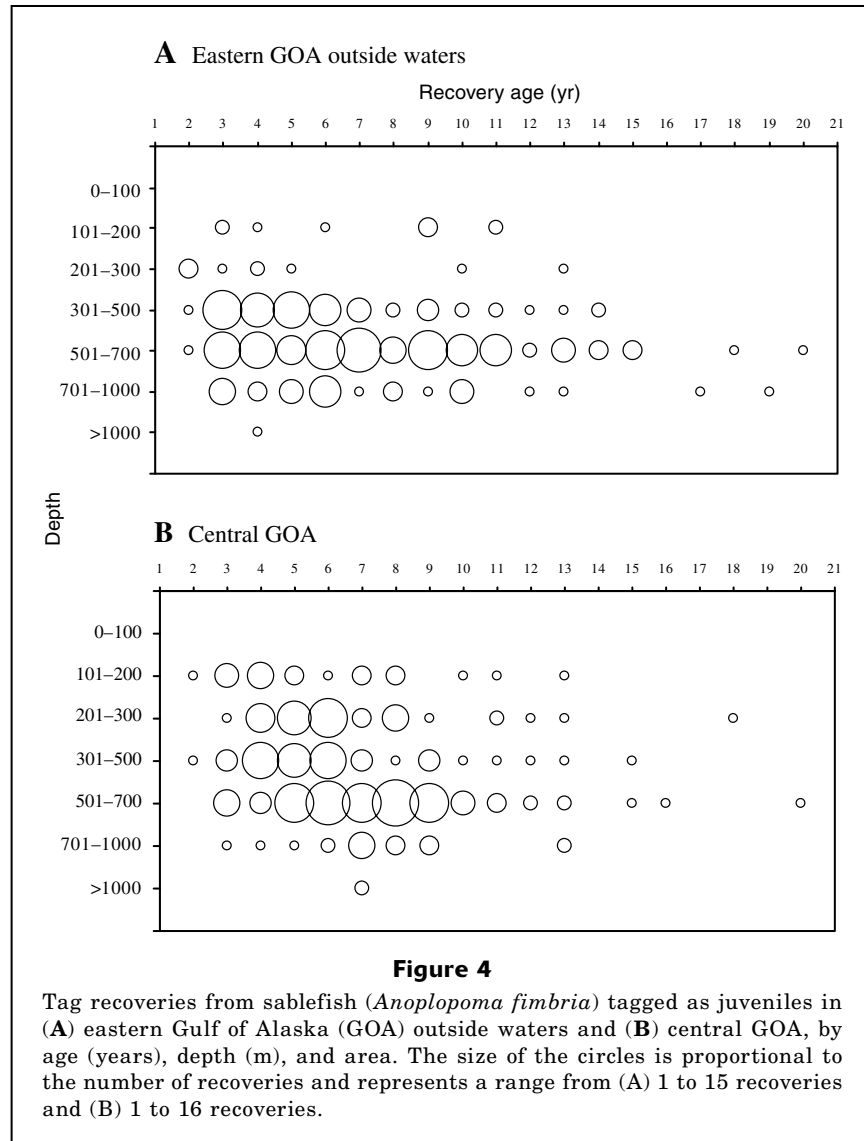 A Eastern GOA outside waters
Recovery age (yr)
1 2 3 4 5 6 7 8 9 10 11 12 13 14 15 16 17 18 19 20 21
0–100
101–200
201–300
301–500
501–700
701–1000
>1000
Depth
B Central GOA
1 2 3 4 5 6 7 8 9 10 11 12 13 14 15 16 17 18 19 20 21
0–100
101–200
201–300
301–500
501–700
701–1000
>1000
Figure 4
Tag recoveries from sablefish (Anoplopoma fimbria) tagged as juveniles in
(A) eastern Gulf of Alaska (GOA) outside waters and (B) central GOA, by
age (years), depth (m), and area. The size of the circles is proportional to
the number of recoveries and represents a range from (A) 1 to 15 recoveries
and (B) 1 to 16 recoveries.